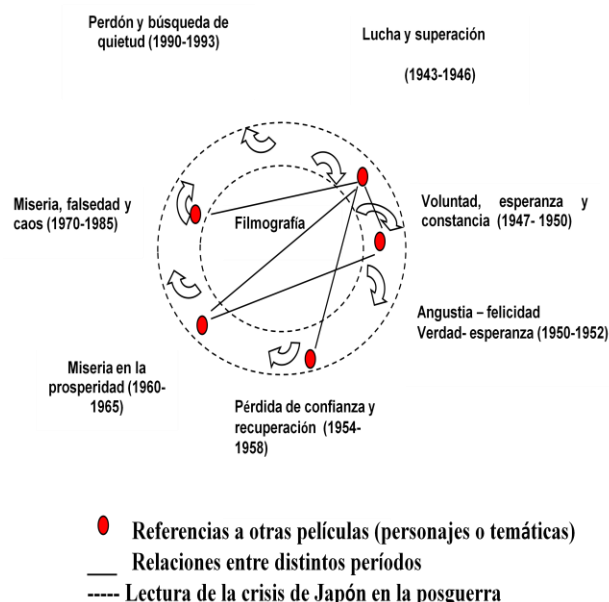 Perdón y búsqueda de
quietud (1990-1993)
Lucha y superación
(1943-1946)
Miseria, falsedad y
caos (1970-1985)
Filmografía
Voluntad, esperanza y
constancia (1947- 1950)
Angustia – felicidad
Verdad- esperanza (1950-1952)
Miseria en la
prosperidad (1960-
1965)
Pérdida de confianza y
recuperación (1954-
1958)
Referencias a otras películas (personajes o temáticas)
Relaciones entre distintos períodos
Lectura de la crisis de Japón en la posguerra